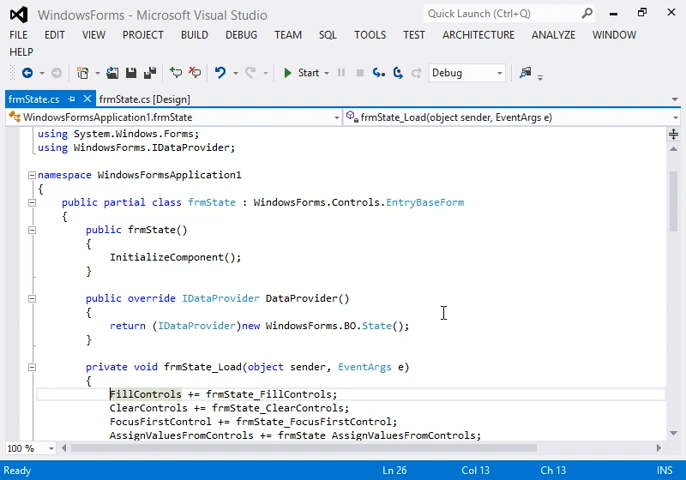 WindowsForms - Microsoft Visual Studio
Quick Launch (Ctrl+Q)
FILE EDIT VIEW PROJECT BUILD DEBUG TEAM SQL TOOLS TEST ARCHITECTURE ANALYZE WINDOW
HELP
Start Debug
frmState.cs frmState.cs [Design]
WindowsFormsApplication1.frmState frmState_Load(object sender, EventArgs e)
using System.Windows.Forms;
using WindowsForms.IDataProvider;
namespace WindowsFormsApplication1
{
public partial class frmState : WindowsForms.Controls.EntryBaseForm
{
public frmState()
{
InitializeComponent();
}
public override IDataProvider DataProvider()
{
return (IDataProvider)new WindowsForms.BO.State();
}
private void frmState_Load(object sender, EventArgs e)
{
FillControls += frmState_FillControls;
ClearControls += frmState_ClearControls;
FocusFirstControl += frmState_FocusFirstControl;
AssignValuesFromControls += frmState_AssignValuesFromControls;
100 %
Ready Ln 26 Col 13 Ch 13 INS